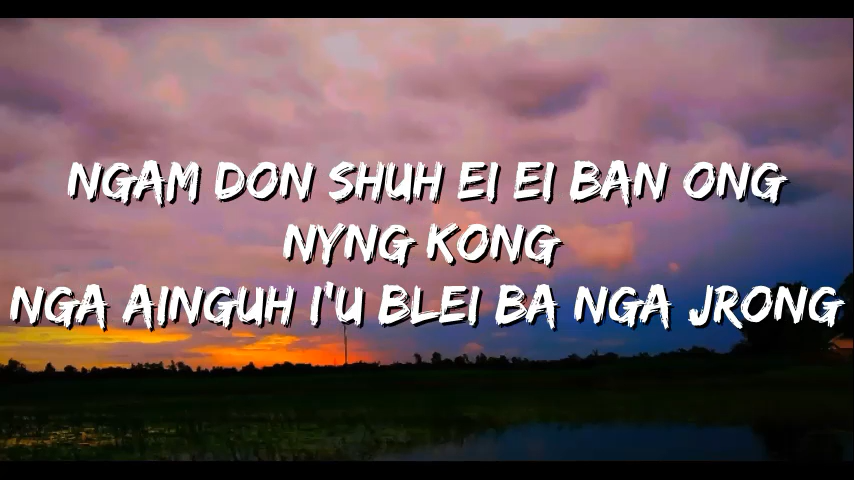 NGAM DON SHUH EI EI BAN ONG
NYNG KONG
NGA AINGUH I'U BLEI BA NGA JRONG